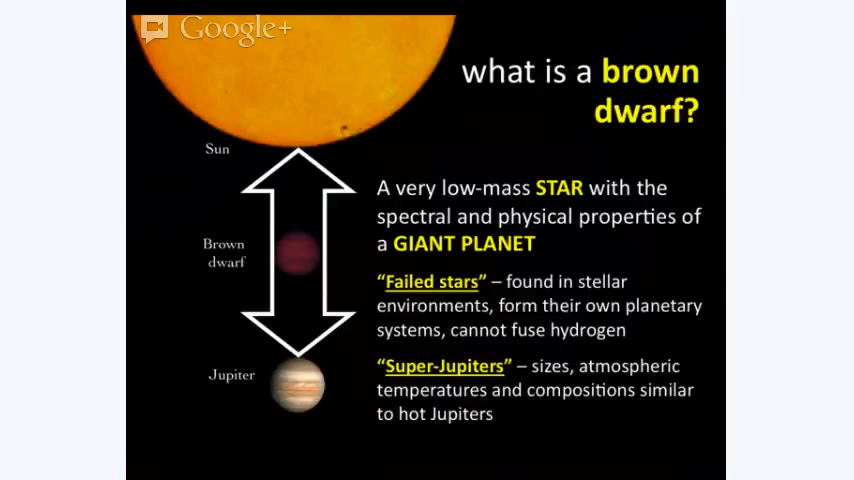 Google+
what is a brown
dwarf?
Sun
A very low-mass STAR with the
spectral and physical properties of
a GIANT PLANET
Brown
dwarf
“Failed stars” – found in stellar
environments, form their own planetary
systems, cannot fuse hydrogen
Jupiter
“Super-Jupiters” – sizes, atmospheric
temperatures and compositions similar
to hot Jupiters